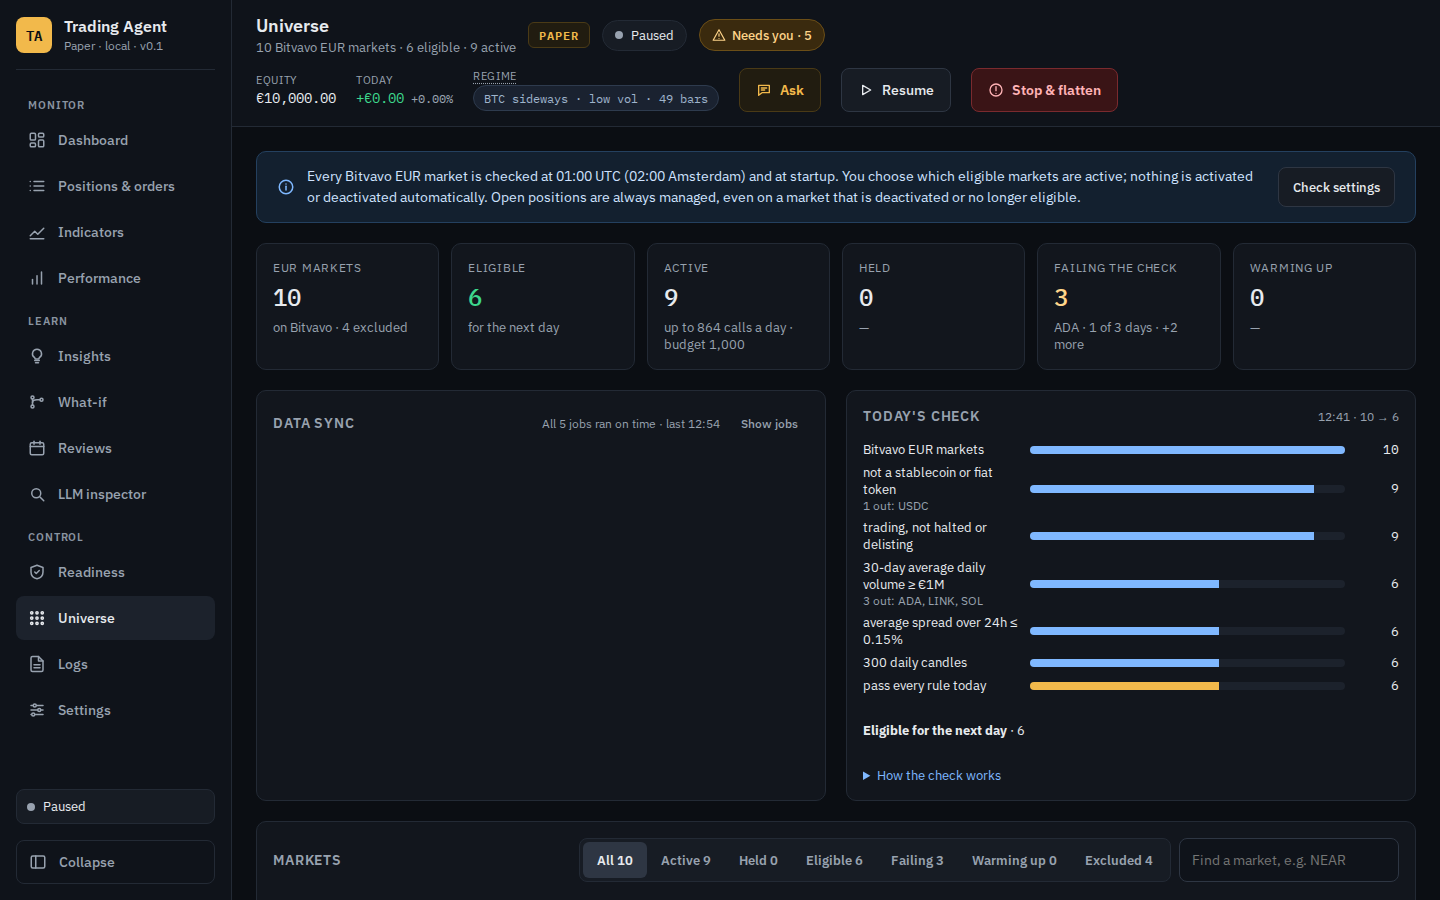 TA
Trading Agent
Paper · local · v0.1
MONITOR
Dashboard
Positions & orders
Indicators
Performance
LEARN
Insights
What-if
Reviews
LLM inspector
CONTROL
Readiness
Universe
Logs
Settings
Paused
Collapse
Universe
10 Bitvavo EUR markets · 6 eligible · 9 active
PAPER
Paused
Needs you · 5
EQUITY
€10,000.00
TODAY
+€0.00 +0.00%
REGIME
BTC sideways · low vol · 49 bars
Ask
Resume
Stop & flatten
Every Bitvavo EUR market is checked at 01:00 UTC (02:00 Amsterdam) and at startup. You choose which eligible markets are active; nothing is activated
or deactivated automatically. Open positions are always managed, even on a market that is deactivated or no longer eligible.
Check settings
EUR MARKETS
10
on Bitvavo · 4 excluded
ELIGIBLE
6
for the next day
ACTIVE
9
up to 864 calls a day ·
budget 1,000
HELD
0
—
FAILING THE CHECK
3
ADA · 1 of 3 days · +2
more
WARMING UP
0
—
DATA SYNC
All 5 jobs ran on time · last 12:54
Show jobs
TODAY'S CHECK
12:41 · 10 → 6
Bitvavo EUR markets
10
not a stablecoin or fiat
token
1 out: USDC
9
trading, not halted or
delisting
9
30-day average daily
volume ≥ €1M
3 out: ADA, LINK, SOL
6
average spread over 24h ≤
0.15%
6
300 daily candles
6
pass every rule today
6
Eligible for the next day · 6
How the check works
MARKETS
All 10
Active 9
Held 0
Eligible 6
Failing 3
Warming up 0
Excluded 4
Find a market, e.g. NEAR